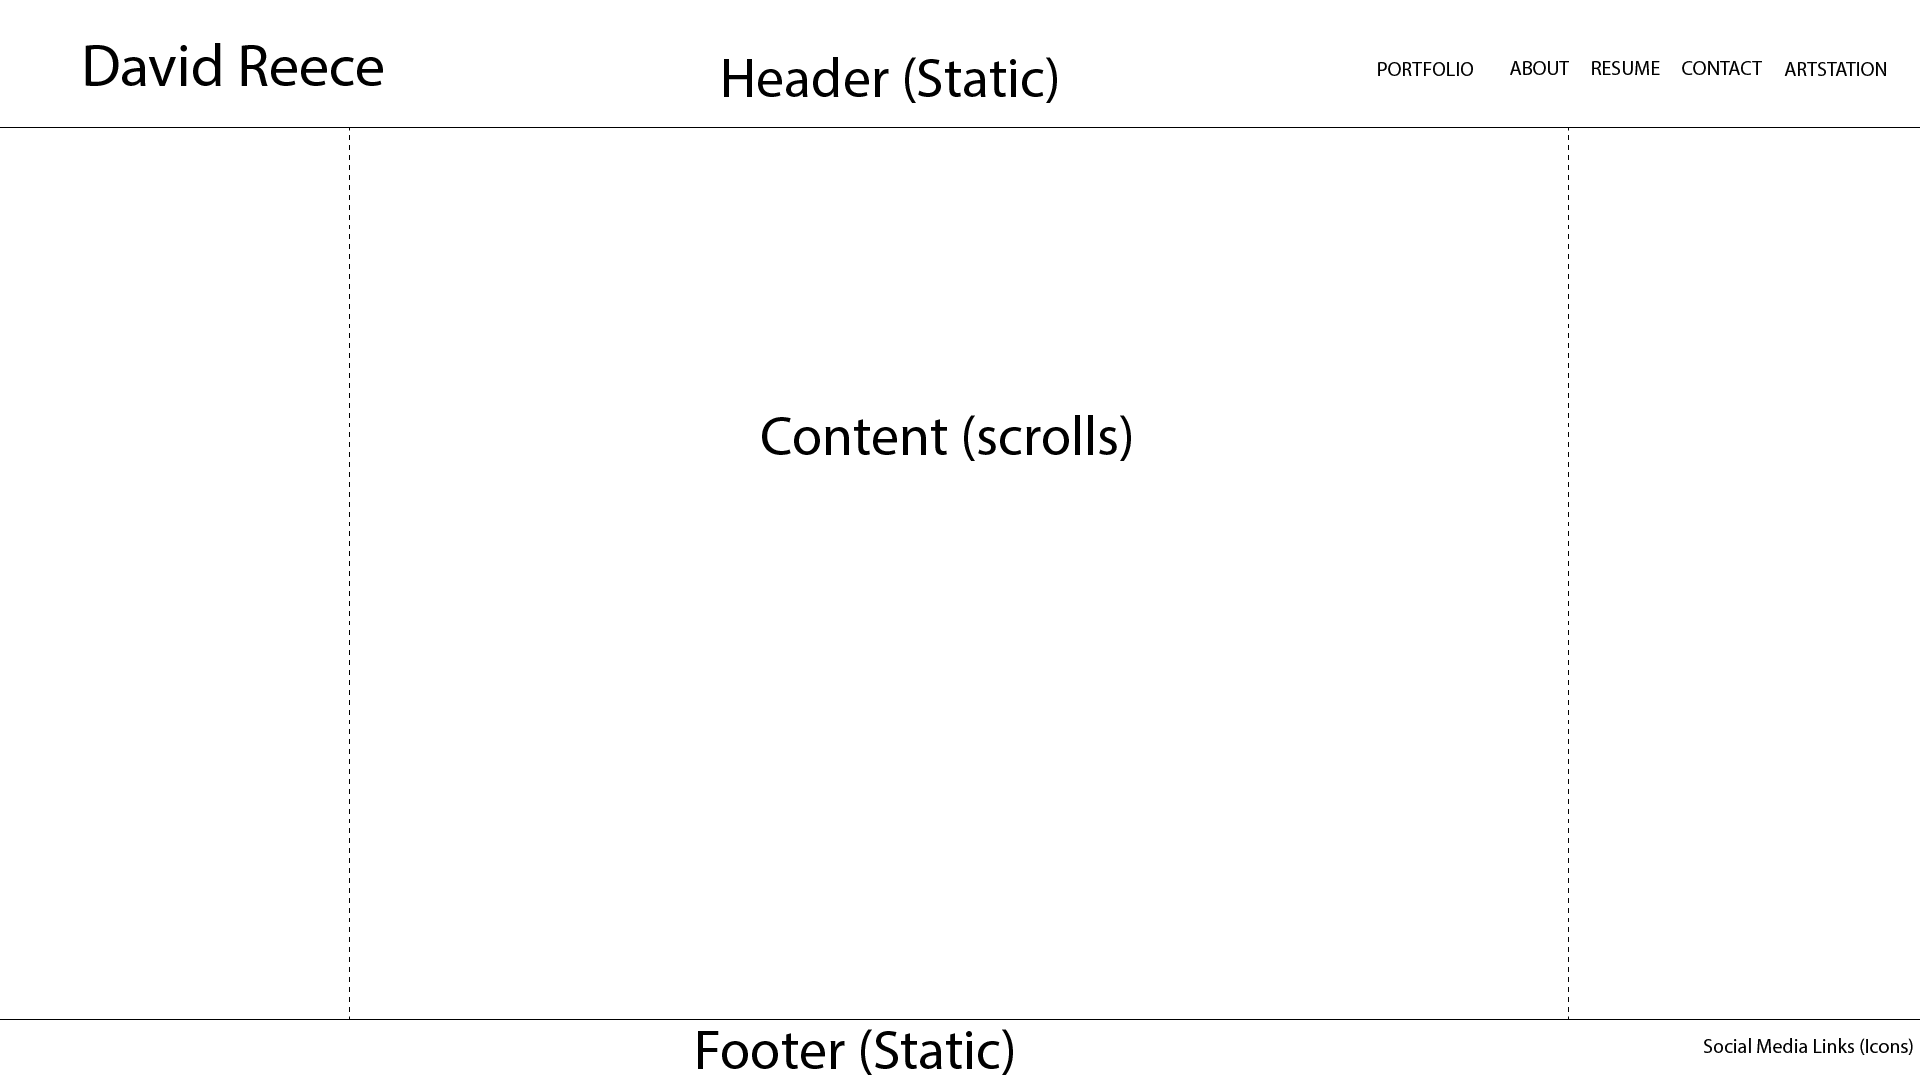 David Reece
Header (Static)
PORTFOLIO ABOUT RESUME CONTACT ARTSTATION
Content (scrolls)
Footer (Static)
Social Media Links (Icons)